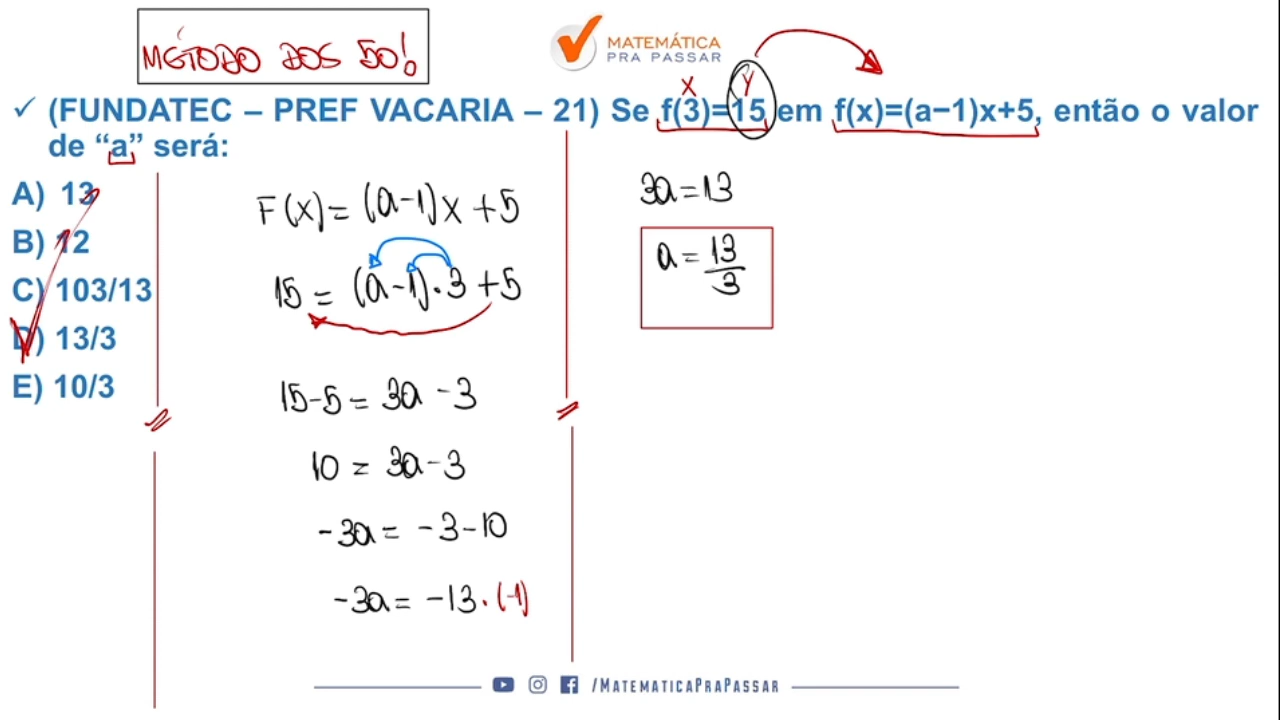 MÉTODO DOS 50!
MATEMÁTICA
PRA PASSAR
X Y
✓ (FUNDATEC – PREF VACARIA – 21) Se f(3)=15 em f(x)=(a−1)x+5, então o valor
de “a” será:
A) 13
B) 12
C) 103/13
D) 13/3
E) 10/3
F(x)= (a-1)x +5
15 = (a-1)·3 +5
15-5 = 3a -3
10 = 3a-3
-3a = -3-10
-3a = -13 ·(-1)
3a = 13
a = 13/3
/MATEMATICAPRAPASSAR